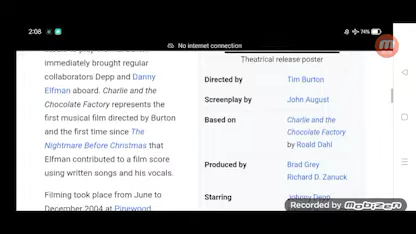 2:08
74%
No internet connection
immediately brought regular
collaborators Depp and Danny
Elfman aboard. Charlie and the
Chocolate Factory represents the
first musical film directed by Burton
and the first time since The
Nightmare Before Christmas that
Elfman contributed to a film score
using written songs and his vocals.
Filming took place from June to
December 2004 at Pinewood
Theatrical release poster
Directed by Tim Burton
Screenplay by John August
Based on Charlie and the
Chocolate Factory
by Roald Dahl
Produced by Brad Grey
Richard D. Zanuck
Starring Johnny Depp
Recorded by Mobizen